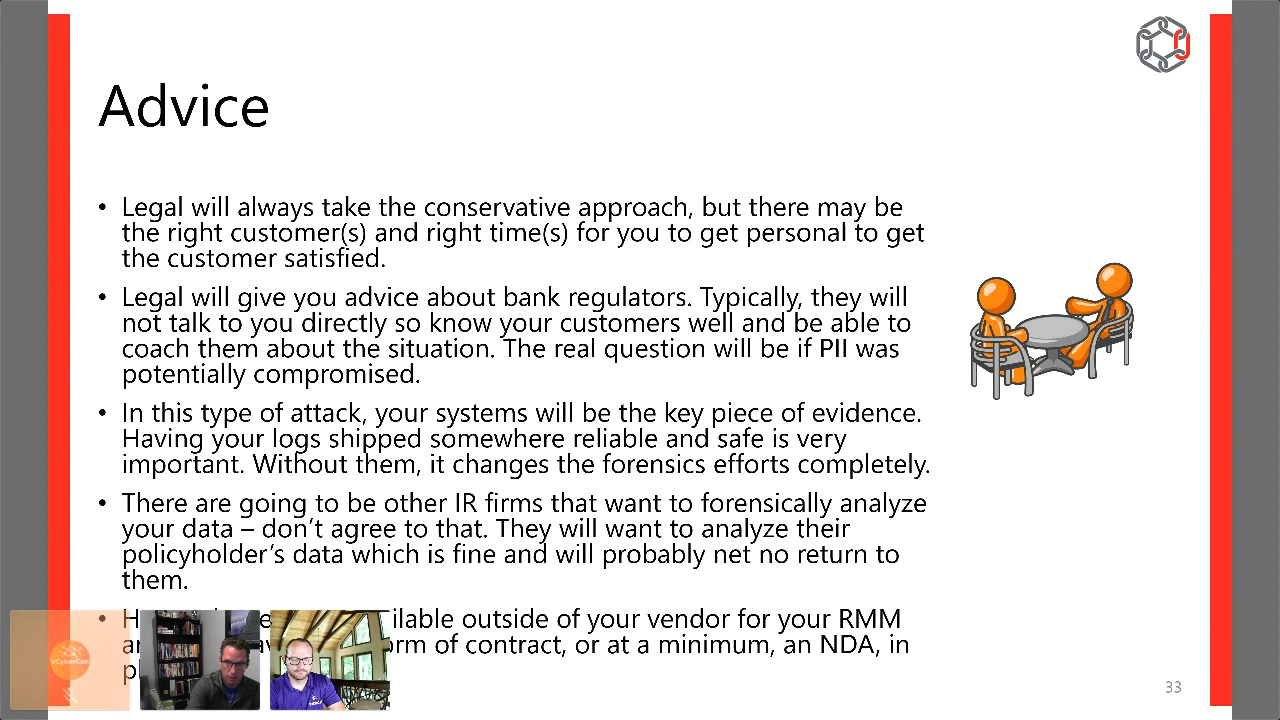 Advice
• Legal will always take the conservative approach, but there may be
the right customer(s) and right time(s) for you to get personal to get
the customer satisfied.
• Legal will give you advice about bank regulators. Typically, they will
not talk to you directly so know your customers well and be able to
coach them about the situation. The real question will be if PII was
potentially compromised.
• In this type of attack, your systems will be the key piece of evidence.
Having your logs shipped somewhere reliable and safe is very
important. Without them, it changes the forensics efforts completely.
• There are going to be other IR firms that want to forensically analyze
your data – don’t agree to that. They will want to analyze their
policyholder’s data which is fine and will probably net no return to
them.
• outside of your vendor for your RMM
of contract, or at a minimum, an NDA, in
33